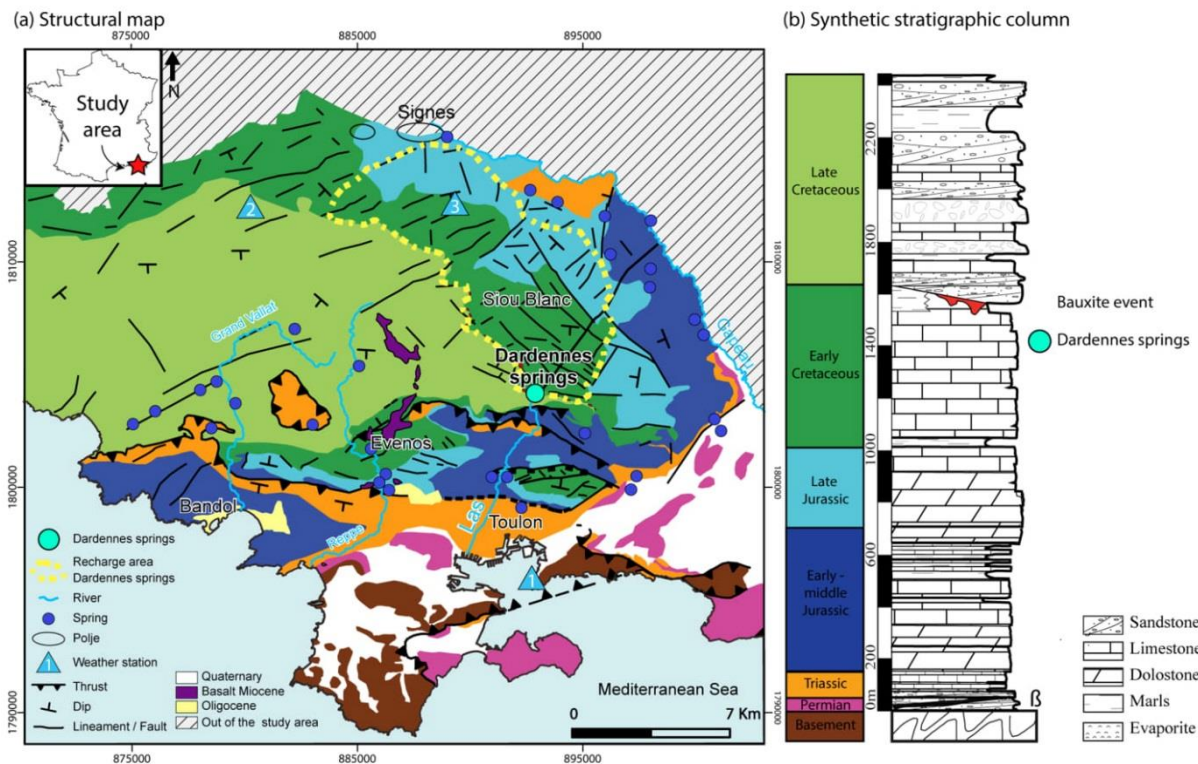 (a) Structural map
875000
885000
895000
Study
area
N
Signes
2
3
1810000
1810000
Siou Blanc
Grand Vallat
Gapeau
Dardennes
springs
Evenos
1800000
1800000
Bandol
Las
Toulon
Reppe
1
Dardennes springs
Recharge area
Dardennes springs
River
Spring
Polje
1 Weather station
Thrust
Dip
Lineament / Fault
Quaternary
Basalt Miocene
Oligocene
Out of the study area
Mediterranean Sea
0 7 Km
1790000
1790000
875000
885000
895000
(b) Synthetic stratigraphic column
Late
Cretaceous
Early
Cretaceous
Late
Jurassic
Early -
middle
Jurassic
Triassic
Permian
Basement
2200
1800
1400
1000
600
200
0m
ß
Bauxite event
Dardennes springs
Sandstone
Limestone
Dolostone
Marls
Evaporite